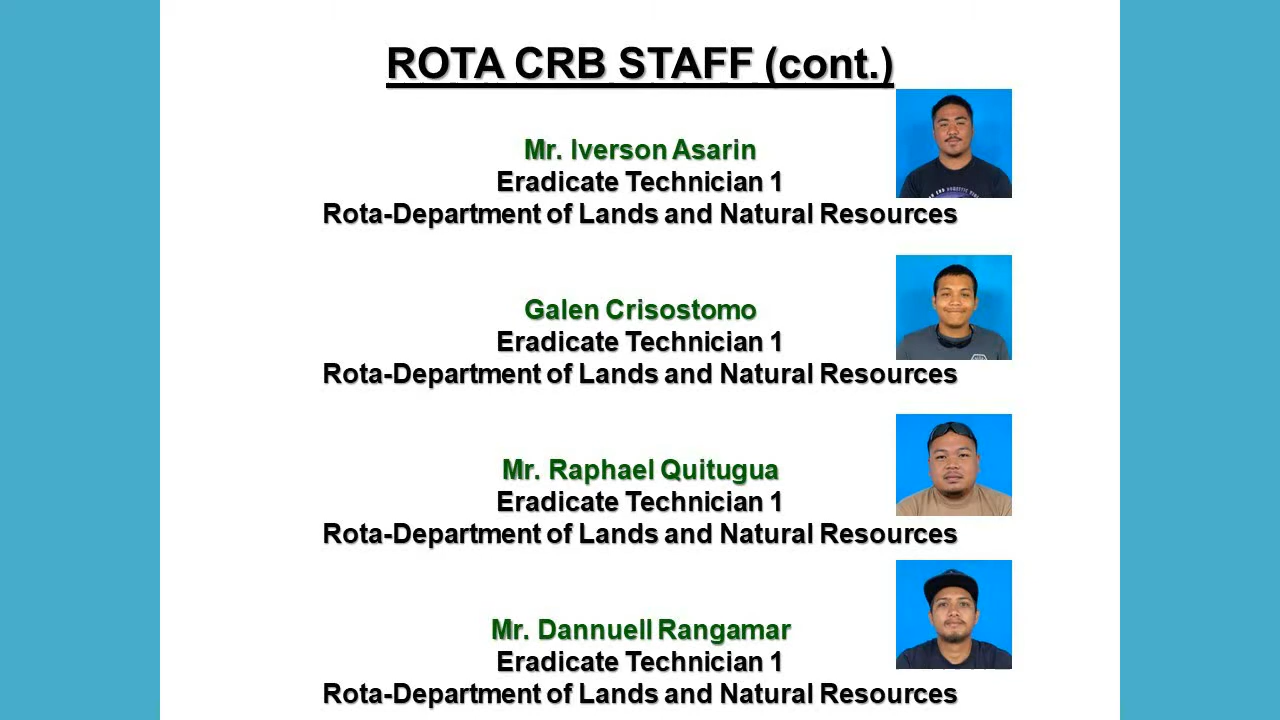 ROTA CRB STAFF (cont.)
Mr. Iverson Asarin
Eradicate Technician 1
Rota-Department of Lands and Natural Resources
Galen Crisostomo
Eradicate Technician 1
Rota-Department of Lands and Natural Resources
Mr. Raphael Quitugua
Eradicate Technician 1
Rota-Department of Lands and Natural Resources
Mr. Dannuell Rangamar
Eradicate Technician 1
Rota-Department of Lands and Natural Resources